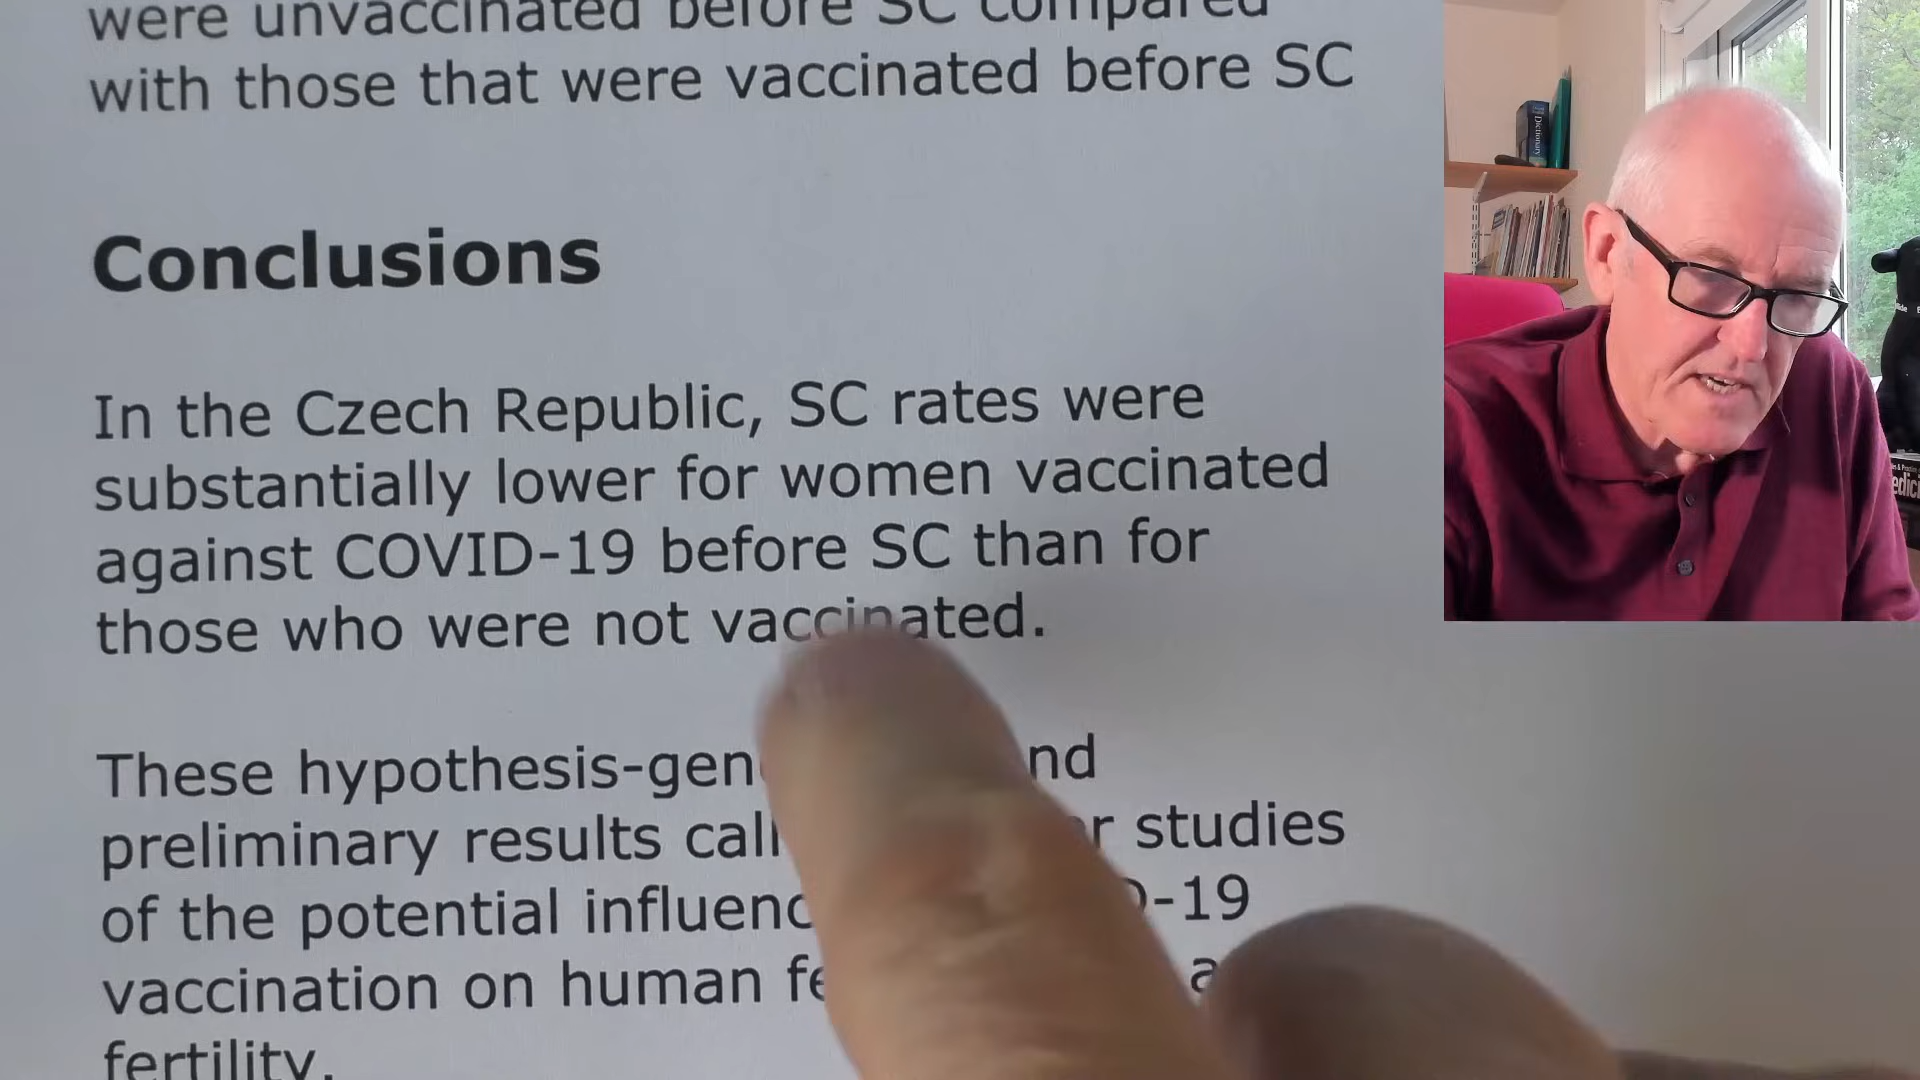 were unvaccinated before SC compared
with those that were vaccinated before SC
Conclusions
In the Czech Republic, SC rates were
substantially lower for women vaccinated
against COVID-19 before SC than for
those who were not vaccinated.
These hypothesis-gen nd
preliminary results call r studies
of the potential influenc -19
vaccination on human fe a
fertility.
Dictionary